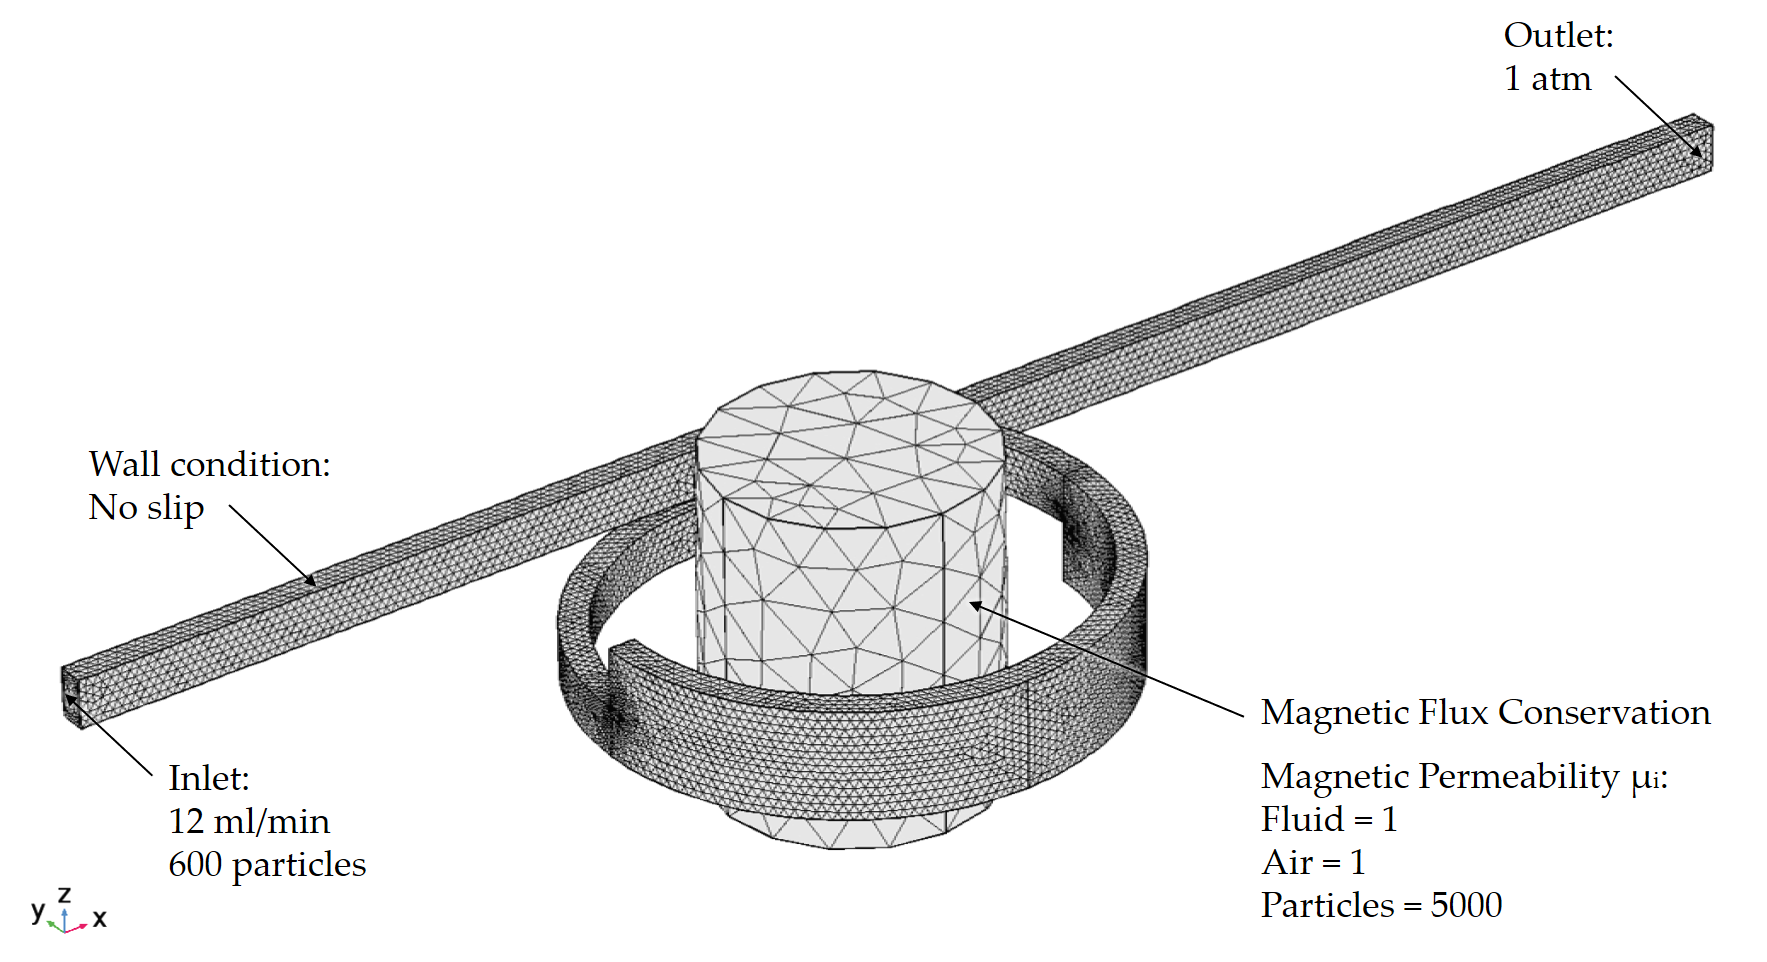 Outlet:
1 atm
Wall condition:
No slip
Magnetic Flux Conservation
Magnetic Permeability μi:
Fluid = 1
Air = 1
Particles = 5000
Inlet:
12 ml/min
600 particles
y z x